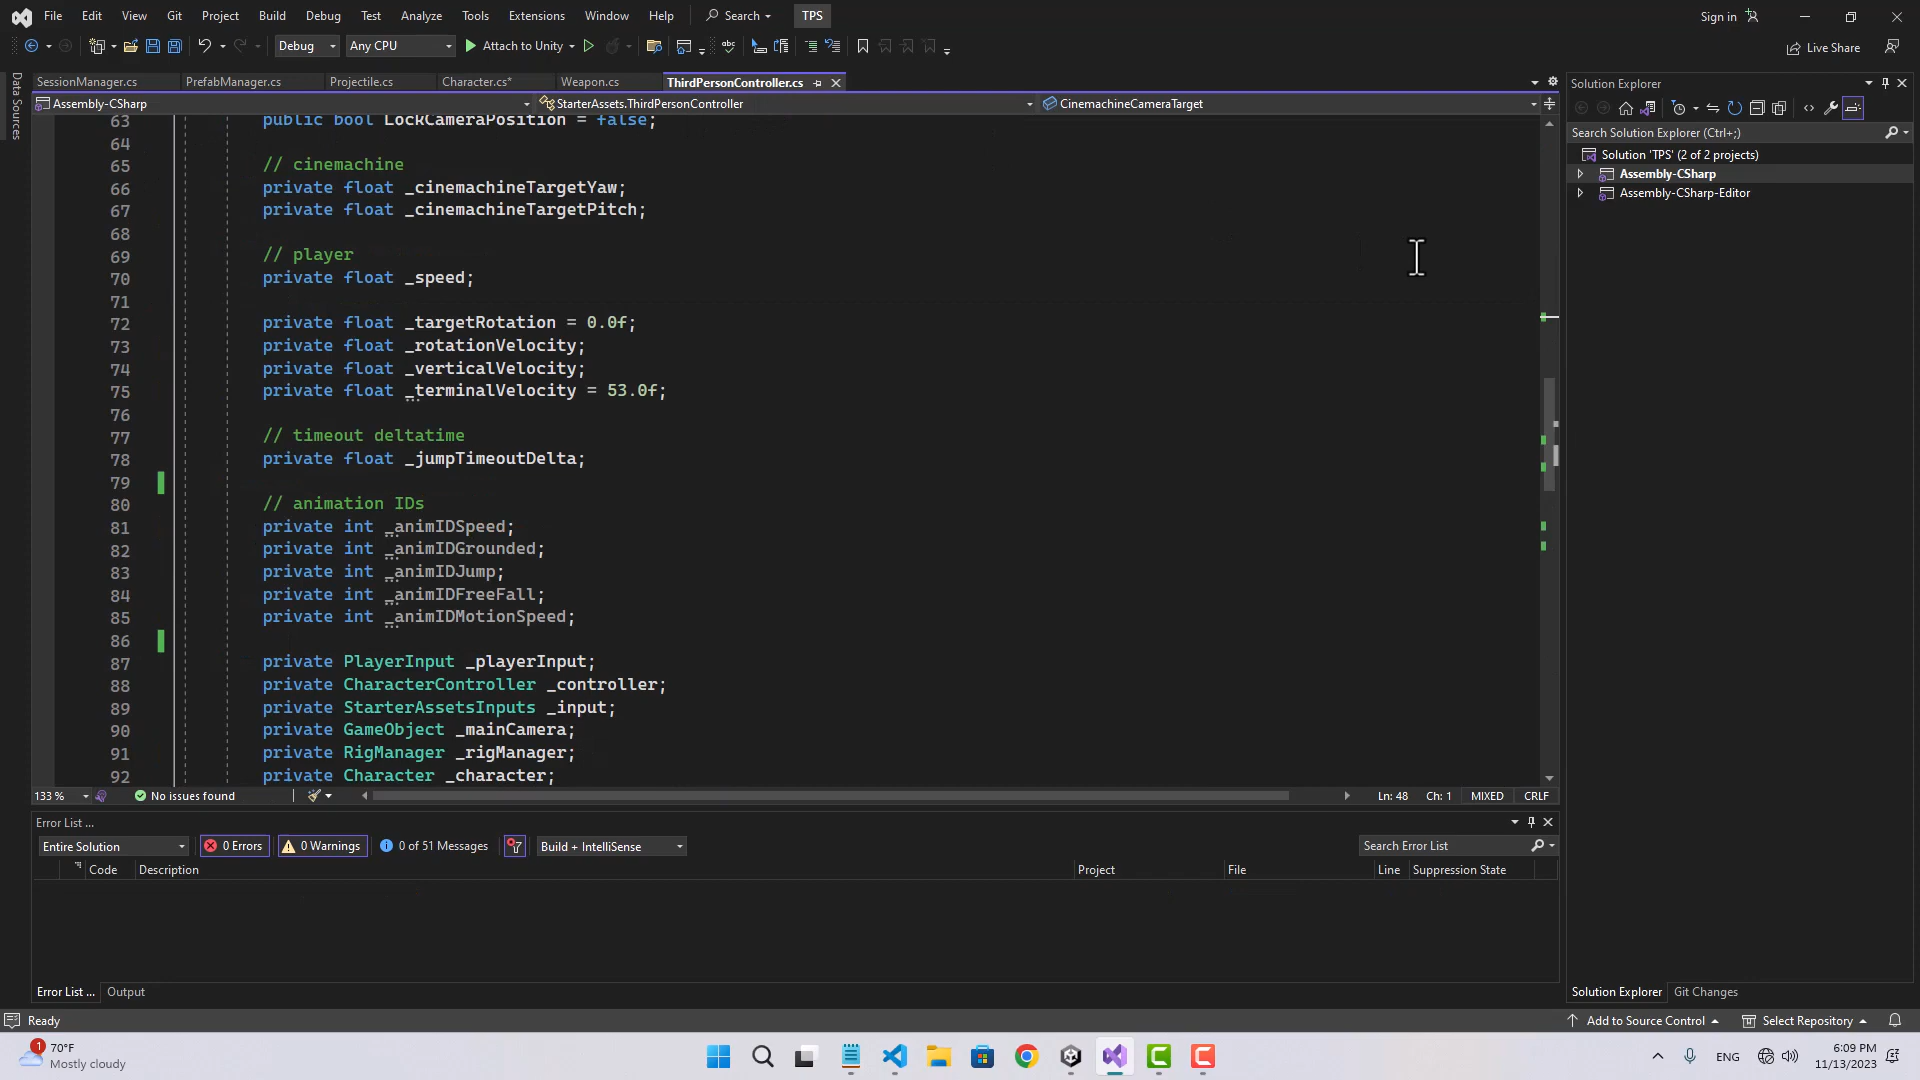 File Edit View Git Project Build Debug Test Analyze Tools Extensions Window Help Search TPS Sign in
Debug Any CPU Attach to Unity Live Share
Data Sources
SessionManager.cs PrefabManager.cs Projectile.cs Character.cs* Weapon.cs ThirdPersonController.cs
Assembly-CSharp StarterAssets.ThirdPersonController CinemachineCameraTarget
63 public bool LockCameraPosition = false;
64
65 // cinemachine
66 private float _cinemachineTargetYaw;
67 private float _cinemachineTargetPitch;
68
69 // player
70 private float _speed;
71
72 private float _targetRotation = 0.0f;
73 private float _rotationVelocity;
74 private float _verticalVelocity;
75 private float _terminalVelocity = 53.0f;
76
77 // timeout deltatime
78 private float _jumpTimeoutDelta;
79
80 // animation IDs
81 private int _animIDSpeed;
82 private int _animIDGrounded;
83 private int _animIDJump;
84 private int _animIDFreeFall;
85 private int _animIDMotionSpeed;
86
87 private PlayerInput _playerInput;
88 private CharacterController _controller;
89 private StarterAssetsInputs _input;
90 private GameObject _mainCamera;
91 private RigManager _rigManager;
92 private Character _character;
133 % No issues found Ln: 48 Ch: 1 MIXED CRLF
Error List ...
Entire Solution 0 Errors 0 Warnings 0 of 51 Messages Build + IntelliSense Search Error List
Code Description Project File Line Suppression State
Error List ... Output
Solution Explorer
Search Solution Explorer (Ctrl+;)
Solution 'TPS' (2 of 2 projects)
Assembly-CSharp
Assembly-CSharp-Editor
Solution Explorer Git Changes
Ready Add to Source Control Select Repository
1 70°F
Mostly cloudy
ENG
6:09 PM
11/13/2023